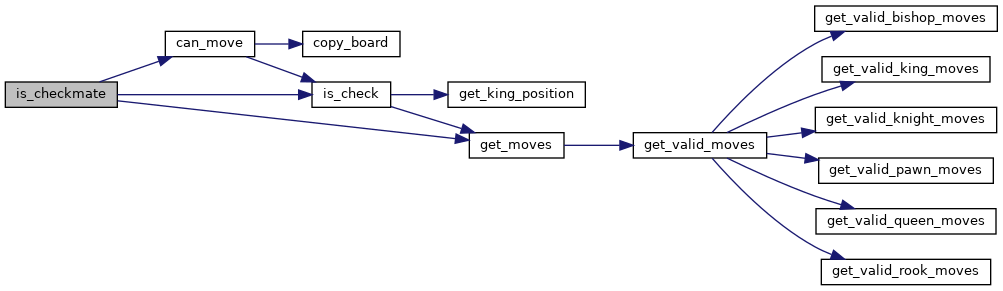 is_checkmate
can_move
copy_board
is_check
get_king_position
get_moves
get_valid_moves
get_valid_bishop_moves
get_valid_king_moves
get_valid_knight_moves
get_valid_pawn_moves
get_valid_queen_moves
get_valid_rook_moves